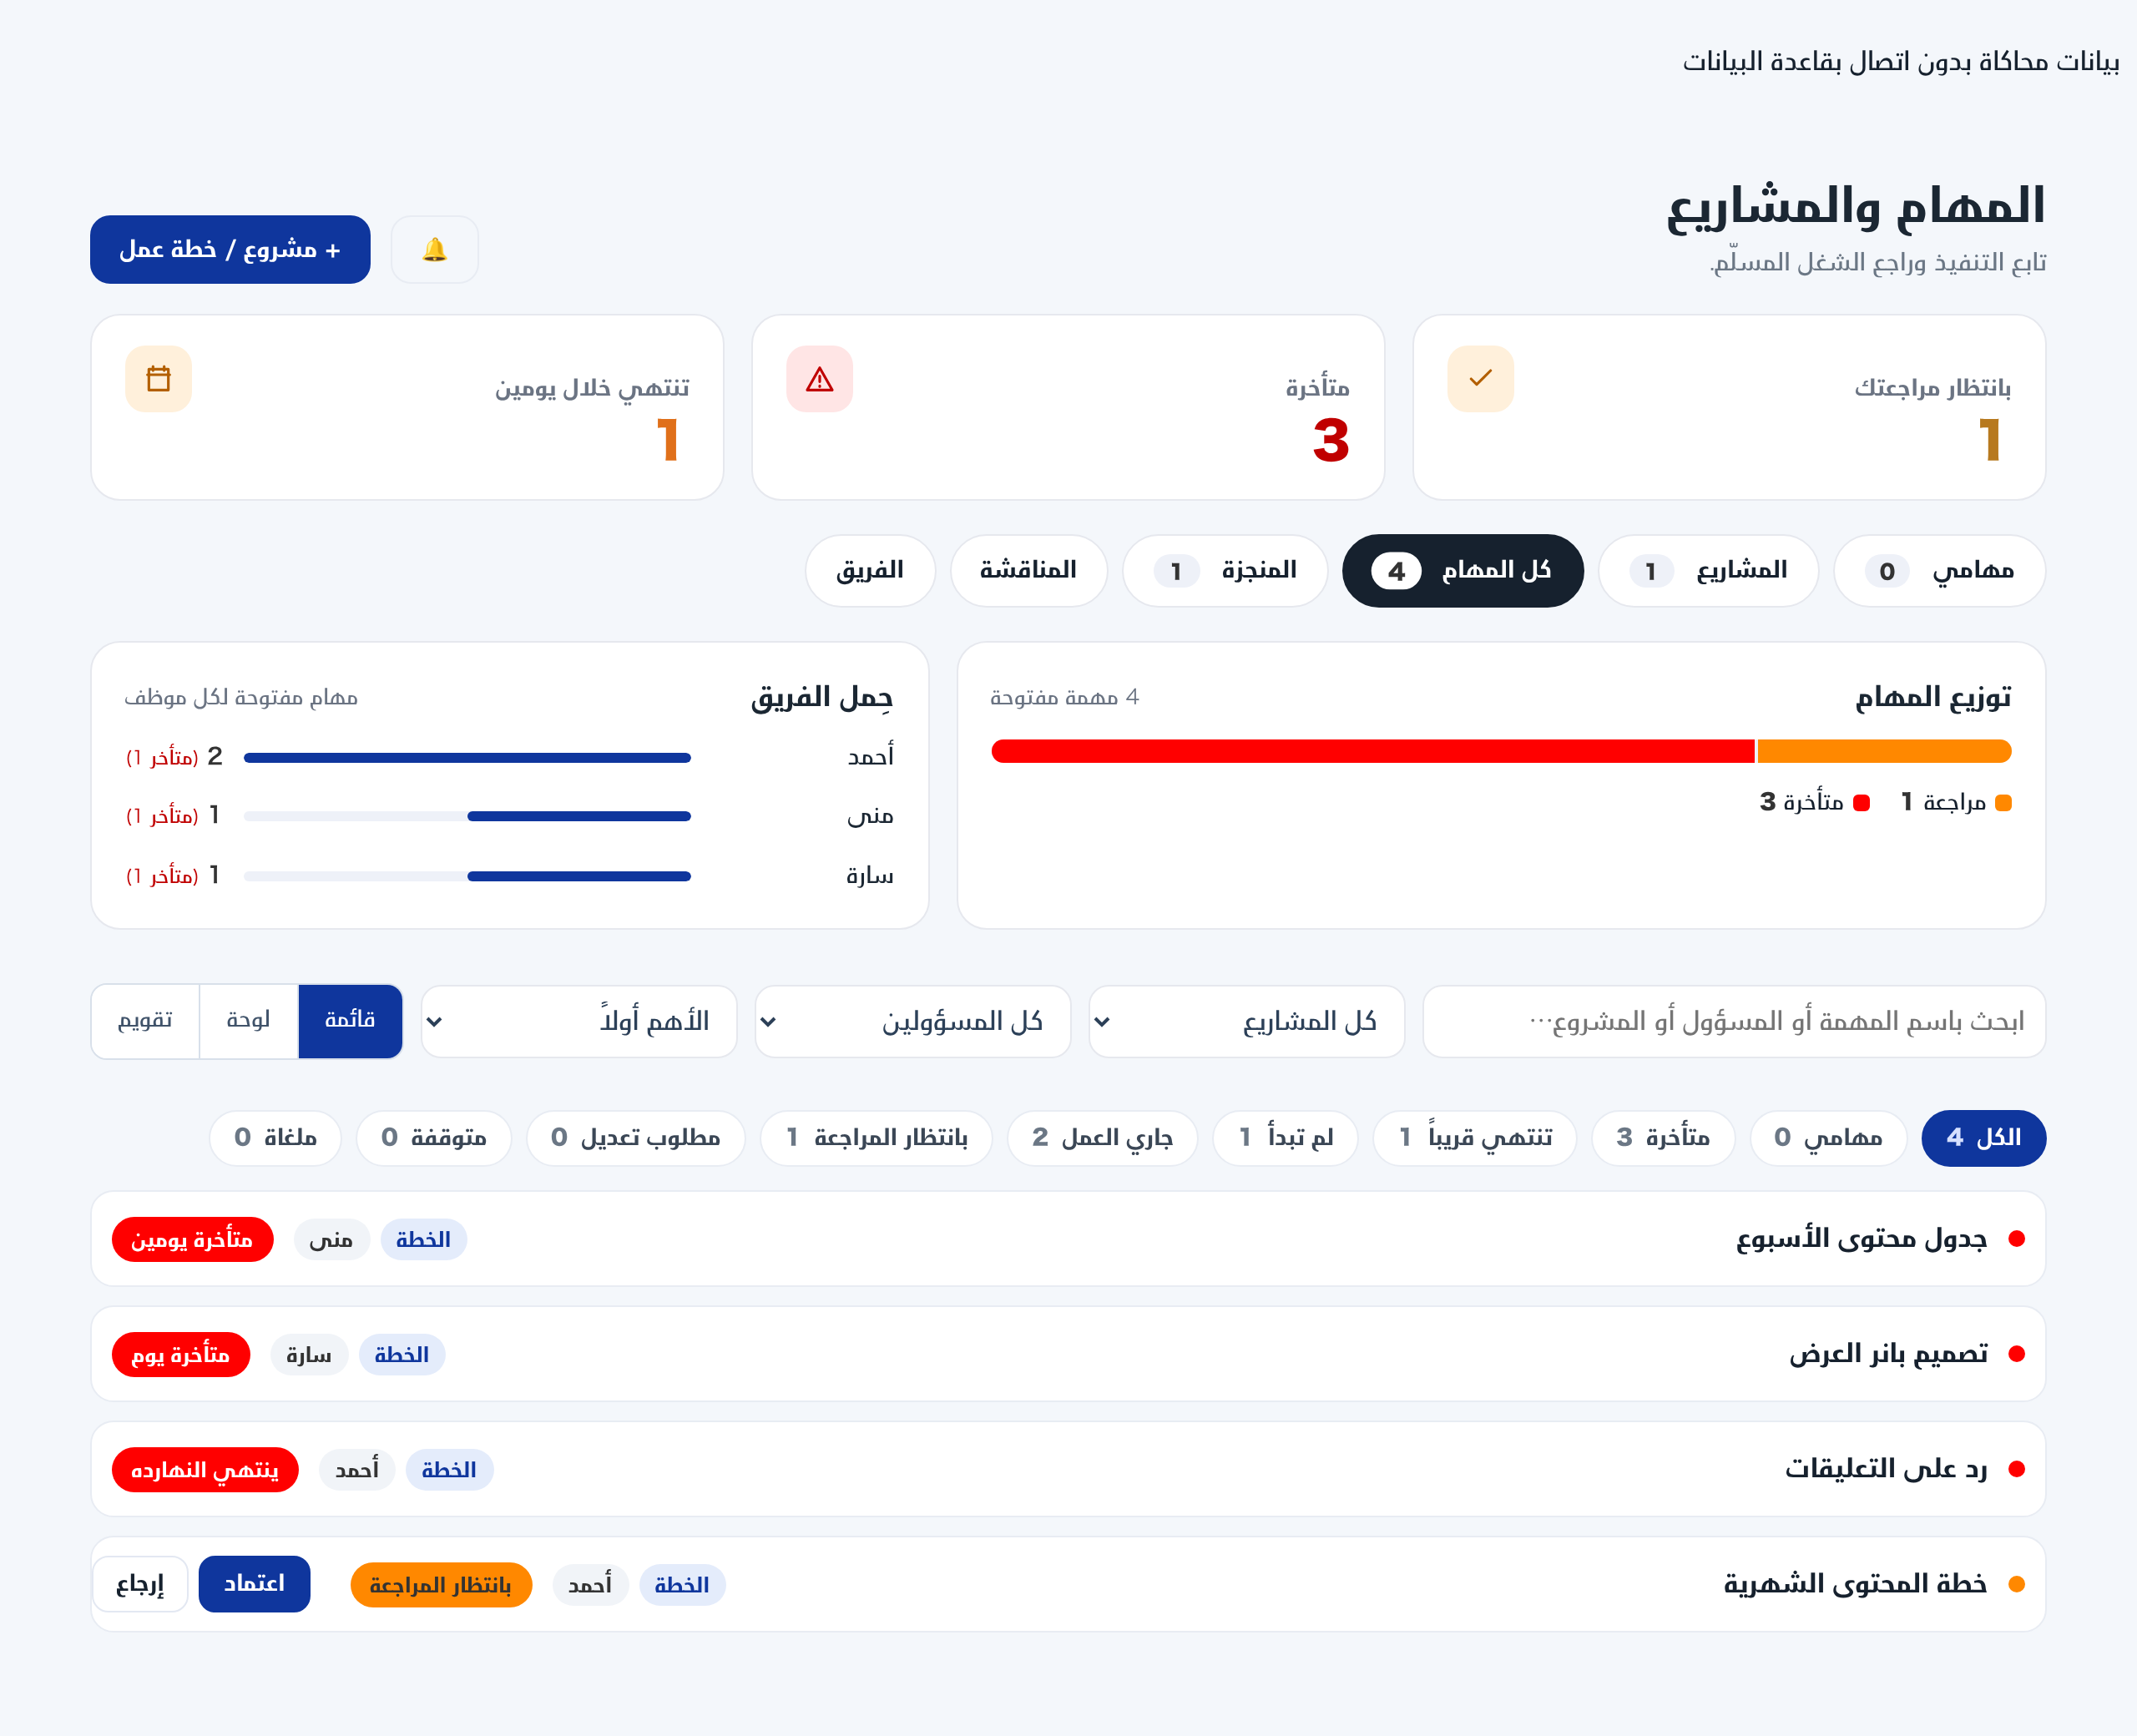 بيانات محاكاة بدون اتصال بقاعدة البيانات
المهام والمشاريع
تابع التنفيذ وراجع الشغل المسلّم.
🔔
+ مشروع / خطة عمل
بانتظار مراجعتك
1
متأخرة
3
تنتهي خلال يومين
1
مهامي 0
المشاريع 1
كل المهام 4
المنجزة 1
المناقشة
الفريق
توزيع المهام
4 مهمة مفتوحة
مراجعة 1
متأخرة 3
حِمل الفريق
مهام مفتوحة لكل موظف
أحمد 2 (متأخر 1)
منى 1 (متأخر 1)
سارة 1 (متأخر 1)
ابحث باسم المهمة أو المسؤول أو المشروع…
كل المشاريع
كل المسؤولين
الأهم أولاً
قائمة
لوحة
تقويم
الكل 4
مهامي 0
متأخرة 3
تنتهي قريباً 1
لم تبدأ 1
جاري العمل 2
بانتظار المراجعة 1
مطلوب تعديل 0
متوقفة 0
ملغاة 0
جدول محتوى الأسبوع الخطة منى متأخرة يومين
تصميم بانر العرض الخطة سارة متأخرة يوم
رد على التعليقات الخطة أحمد ينتهي النهارده
خطة المحتوى الشهرية الخطة أحمد بانتظار المراجعة اعتماد إرجاع